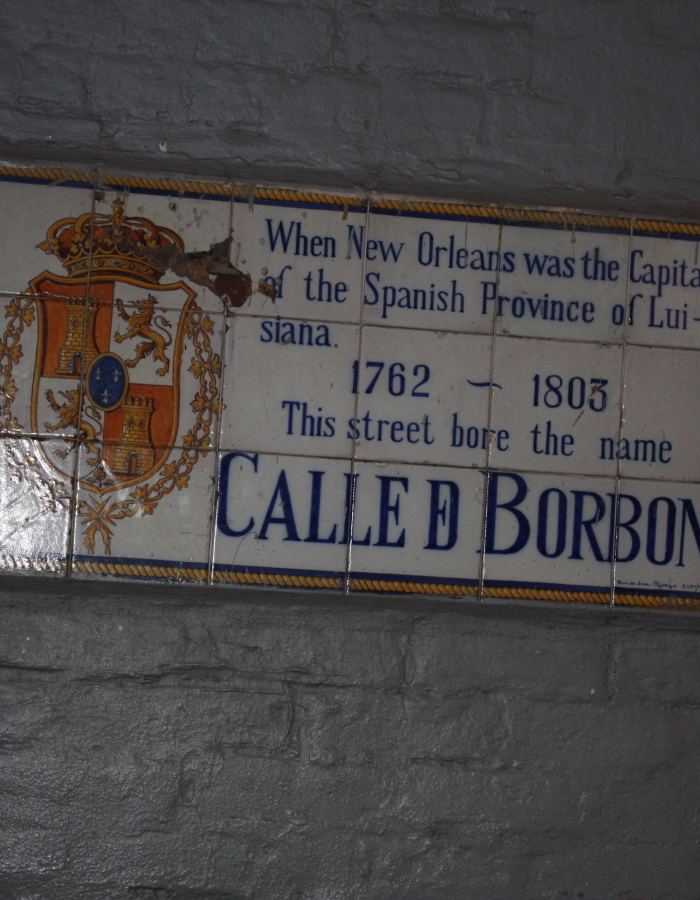 When New Orleans was the Capita
of the Spanish Province of Lui-
siana.
1762 ~ 1803
This street bore the name
CALLE D BORBON